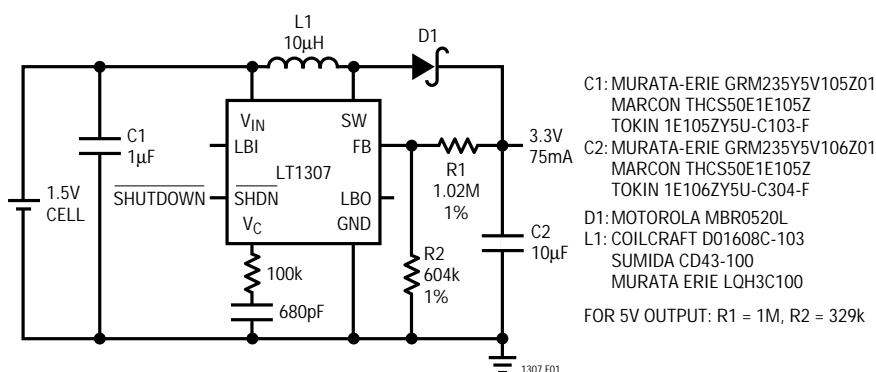 L1
10µH
D1
C1
1µF
1.5V
CELL
VIN
SW
LBI
FB
LT1307
SHUTDOWN
SHDN
LBO
VC
GND
R1
1.02M
1%
3.3V
75mA
R2
604k
1%
C2
10µF
100k
680pF
C1: MURATA-ERIE GRM235Y5V105Z01
MARCON THCS50E1E105Z
TOKIN 1E105ZY5U-C103-F
C2: MURATA-ERIE GRM235Y5V106Z01
MARCON THCS50E1E105Z
TOKIN 1E106ZY5U-C304-F
D1: MOTOROLA MBR0520L
L1: COILCRAFT D01608C-103
SUMIDA CD43-100
MURATA ERIE LQH3C100
FOR 5V OUTPUT: R1 = 1M, R2 = 329k
1307 F01